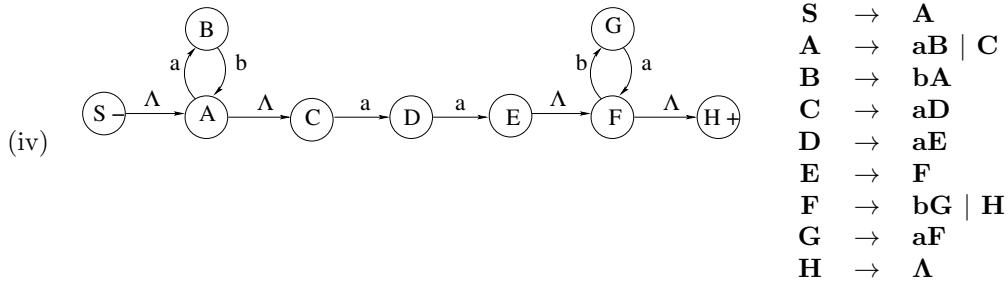 B G
a b b a
S – Λ A Λ C a D a E Λ F Λ H +
(iv)
S → A
A → aB | C
B → bA
C → aD
D → aE
E → F
F → bG | H
G → aF
H → Λ